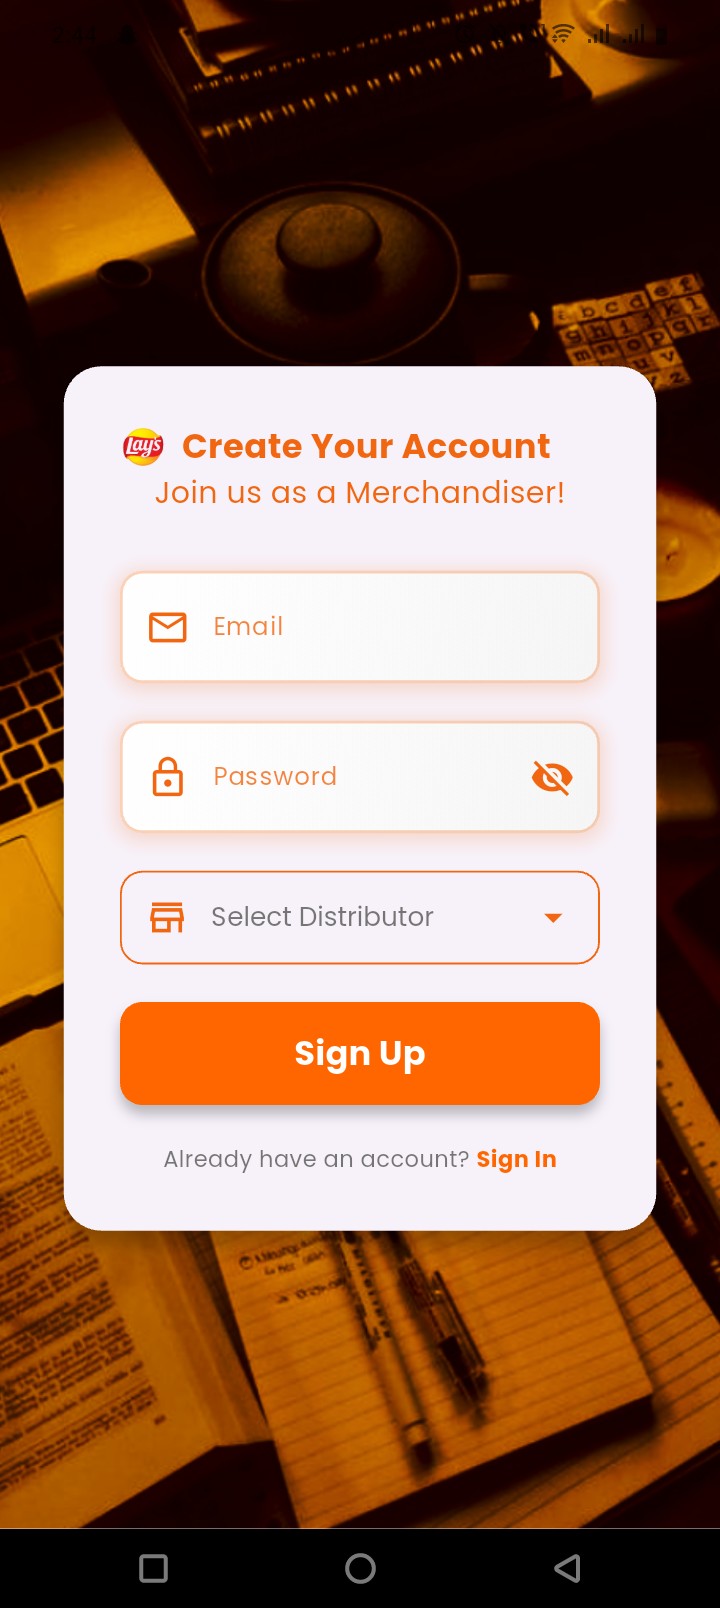 a b c d e f
g h i j k l
m n o p q r
u v
z
Lay's
Create Your Account
Join us as a Merchandiser!
Email
Password
Select Distributor
Sign Up
Already have an account? Sign In